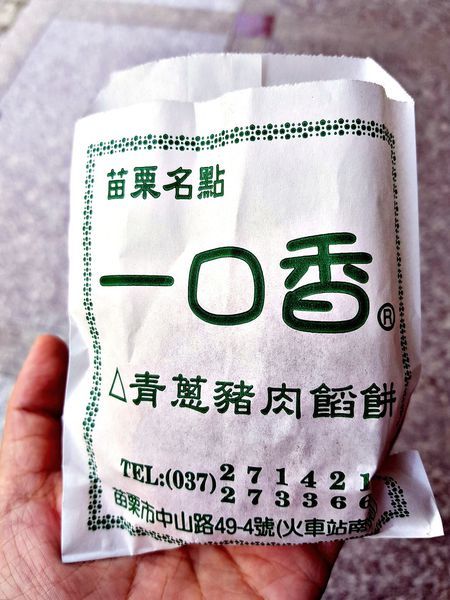 苗栗名點
一口香®
△青蔥豬肉餡餅
TEL:(037)271421
273366
苗栗市中山路49-4號(火車站南